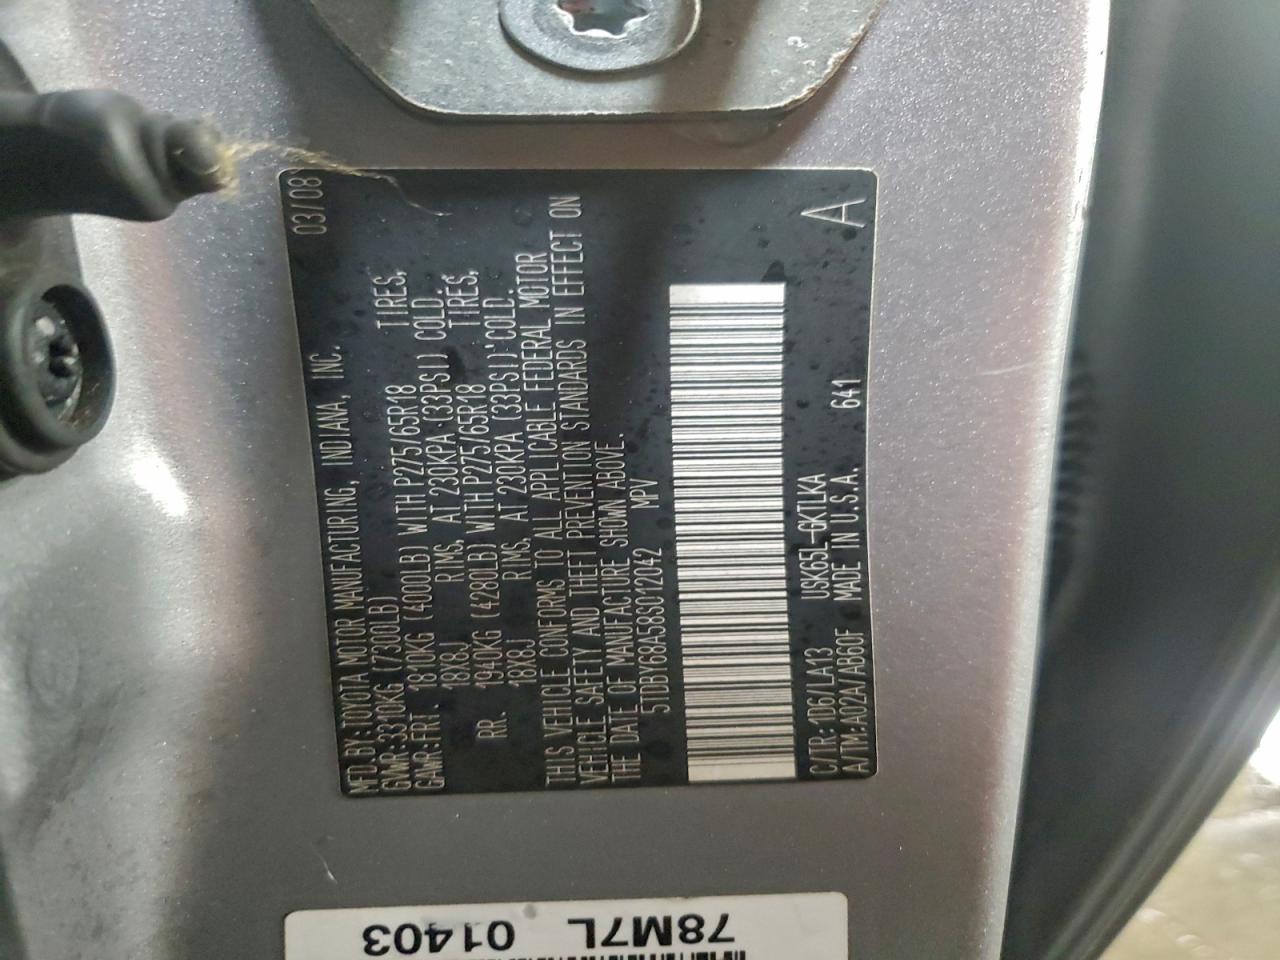 MFD.BY:TOYOTA MOTOR MANUFACTURING, INDIANA, INC. 03/08
GVWR:3310KG (7300LB)
GAWR:FRT. 1810KG (4000LB) WITH P275/65R18 TIRES,
18X8J RIMS, AT 230KPA (33PSI) COLD.
RR. 1940KG (4280LB) WITH P275/65R18 TIRES,
18X8J RIMS, AT 230KPA (33PSI) COLD.
THIS VEHICLE CONFORMS TO ALL APPLICABLE FEDERAL MOTOR
VEHICLE SAFELY AND THEFT PREVENTION STANDARDS IN EFFECT ON
THE DATE OF MANUFACTURE SHOWN ABOVE.
5TDBY68A58S012042 MPV
C/TR:1D6/LA13 USK65L-GKTLKA
A/TM:A02A/AB60F MADE IN U.S.A. 641
A
78M7L 01403